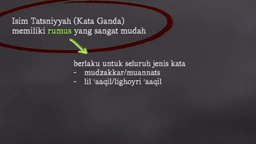 Isim Tatsniyyah (Kata Ganda)
memiliki rumus yang sangat mudah
berlaku untuk seluruh jenis kata
- mudzakkar/muannats
- lil 'aaqil/lighoyri 'aaqil